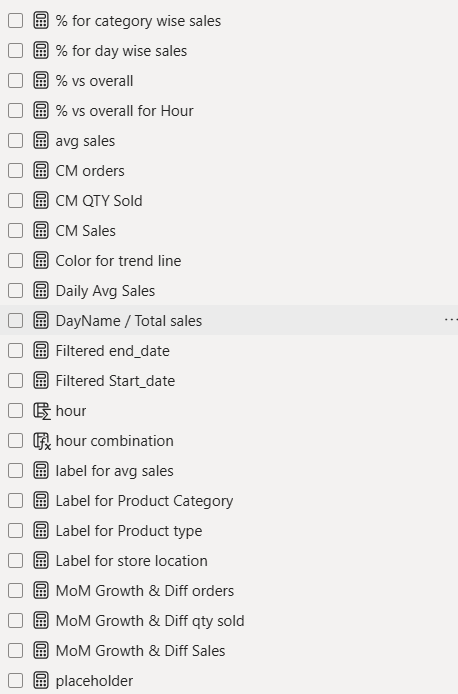 % for category wise sales
% for day wise sales
% vs overall
% vs overall for Hour
avg sales
CM orders
CM QTY Sold
CM Sales
Color for trend line
Daily Avg Sales
DayName / Total sales
Filtered end_date
Filtered Start_date
hour
hour combination
label for avg sales
Label for Product Category
Label for Product type
Label for store location
MoM Growth & Diff orders
MoM Growth & Diff qty sold
MoM Growth & Diff Sales
placeholder